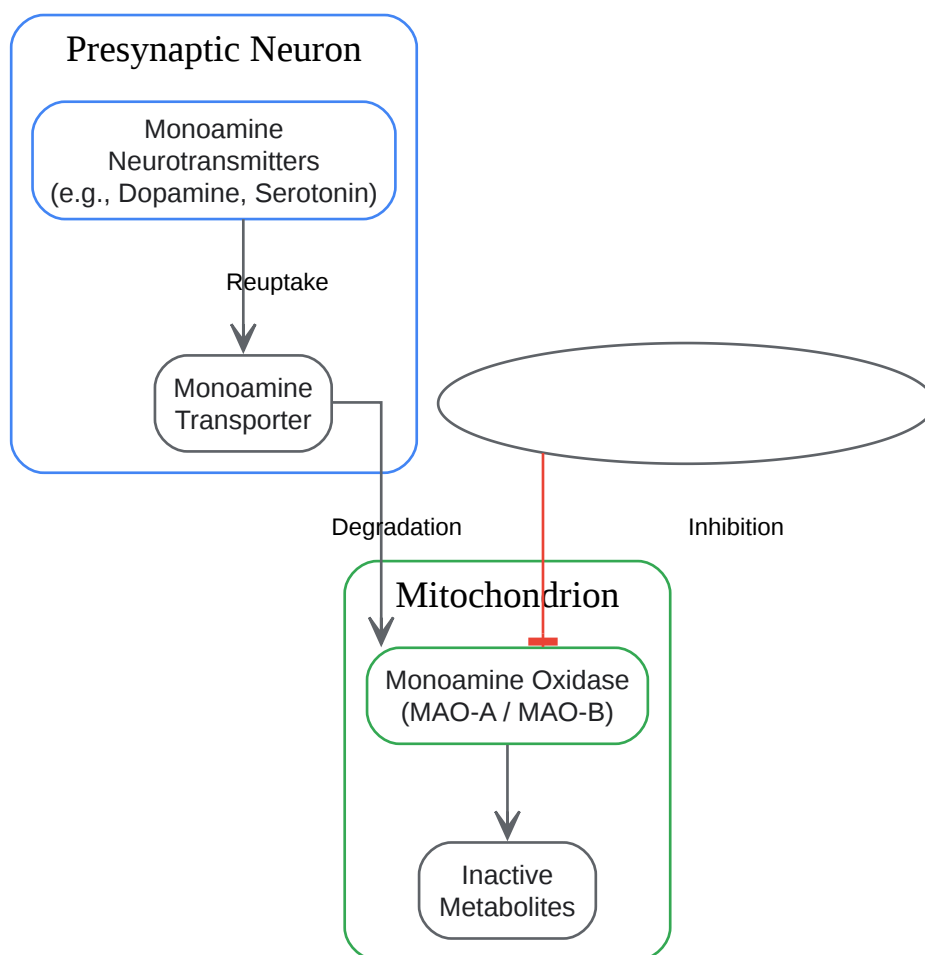 Presynaptic Neuron
Monoamine
Neurotransmitters
(e.g., Dopamine, Serotonin)
Reuptake
Monoamine
Transporter
Degradation
Inhibition
Mitochondrion
Monoamine Oxidase
(MAO-A / MAO-B)
Inactive
Metabolites